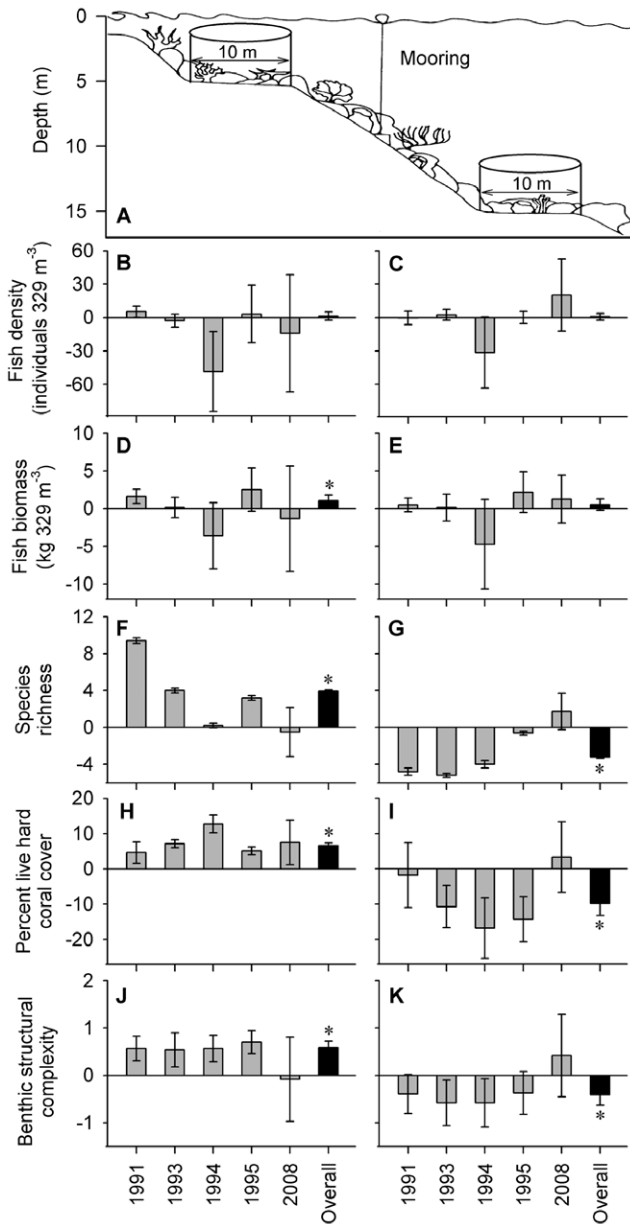 0
5
10
15
Depth (m)
10 m
Mooring
10 m
A
B
C
60
30
0
-30
-60
Fish density
(individuals 329 m⁻³)
D
E
10
5
0
-5
-10
Fish biomass
(kg 329 m⁻³)
*
F
G
12
8
4
0
-4
Species
richness
*
*
H
I
20
10
0
-10
-20
Percent live hard
coral cover
*
*
J
K
2
1
0
-1
Benthic structural
complexity
*
*
1991
1993
1994
1995
2008
Overall
1991
1993
1994
1995
2008
Overall